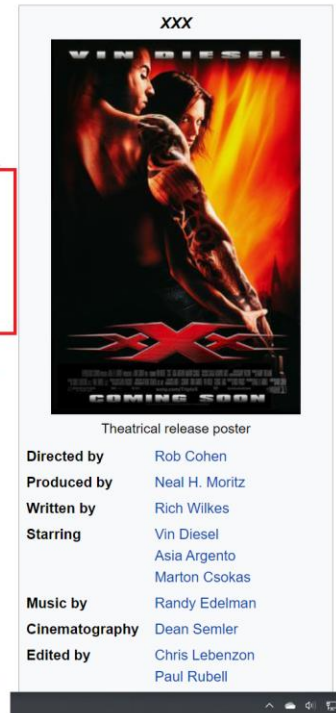 XXX
VIN DIESEL
xXx
COMING SOON
Theatrical release poster
Directed by Rob Cohen
Produced by Neal H. Moritz
Written by Rich Wilkes
Starring Vin Diesel
Asia Argento
Marton Csokas
Music by Randy Edelman
Cinematography Dean Semler
Edited by Chris Lebenzon
Paul Rubell